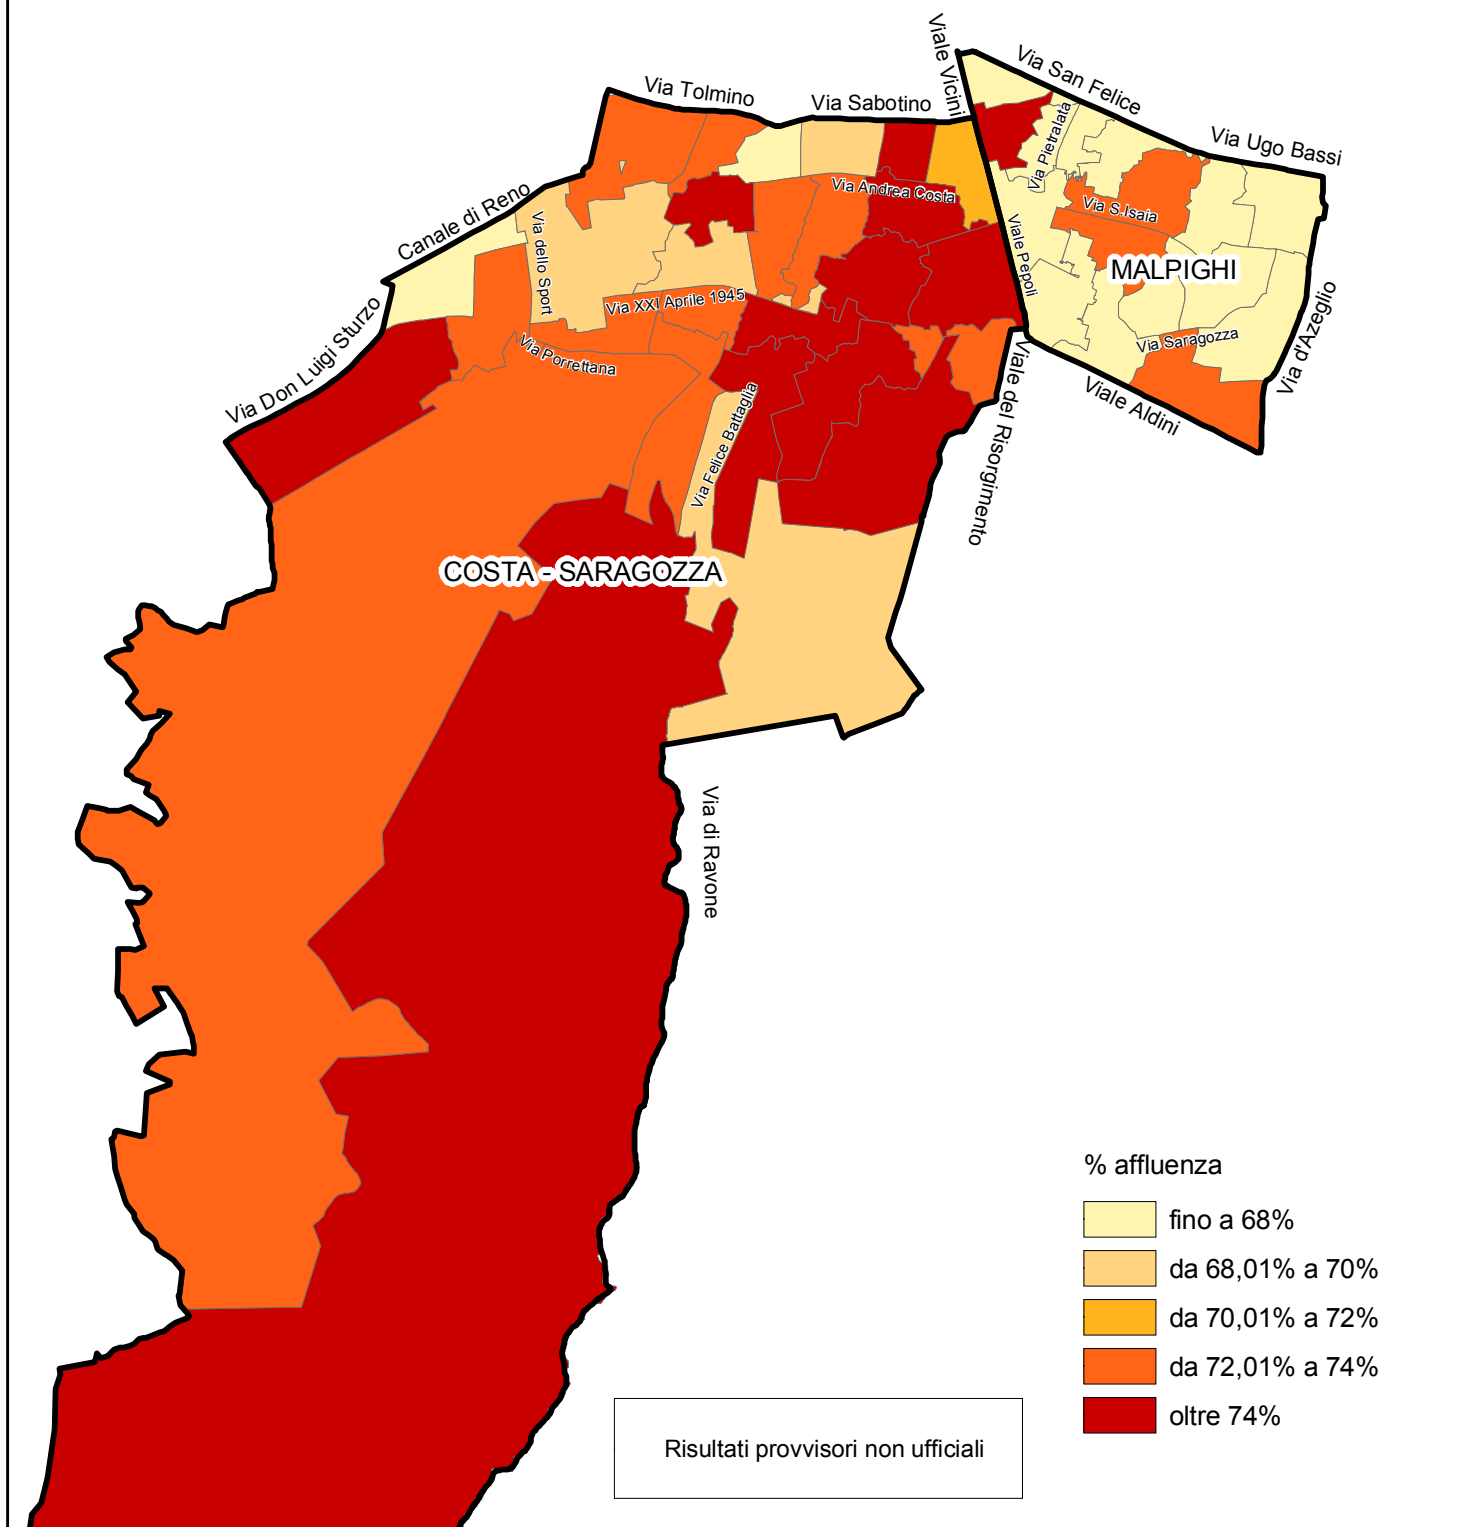 Viale Vicini
Via San Felice
Via Tolmino
Via Sabotino
Via Ugo Bassi
Via Pietralata
Canale di Reno
Via Andrea Costa
Via S.Isaia
Via dello Sport
Viale Pepoli
MALPIGHI
Via XXI Aprile 1945
Via Don Luigi Sturzo
Via Porrettana
Via Saragozza
Via d'Azeglio
Viale Aldini
Viale del Risorgimento
Via Felice Battaglia
COSTA - SARAGOZZA
Via di Ravone
% affluenza
fino a 68%
da 68,01% a 70%
da 70,01% a 72%
da 72,01% a 74%
oltre 74%
Risultati provvisori non ufficiali